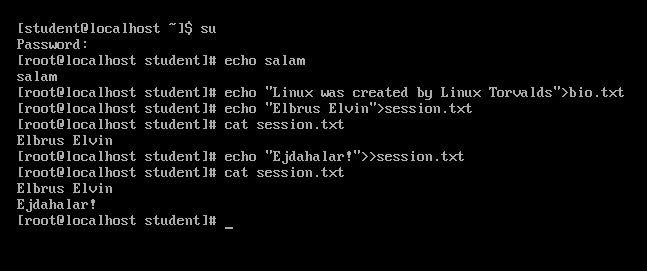 [student@localhost ~]$ su
Password:
[root@localhost student]# echo salam
salam
[root@localhost student]# echo "Linux was created by Linux Torvalds">bio.txt
[root@localhost student]# echo "Elbrus Elvin">session.txt
[root@localhost student]# cat session.txt
Elbrus Elvin
[root@localhost student]# echo "Ejdahalar!">>session.txt
[root@localhost student]# cat session.txt
Elbrus Elvin
Ejdahalar!
[root@localhost student]# _